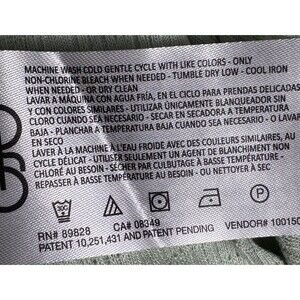 MACHINE WASH COLD GENTLE CYCLE WITH LIKE COLORS - ONLY
NON-CHLORINE BLEACH WHEN NEEDED - TUMBLE DRY LOW - COOL IRON
WHEN NEEDED - OR DRY CLEAN
LAVAR A MÁQUINA CON AGUA FRÍA, EN EL CICLO PARA PRENDAS DELICADAS
Y CON COLORES SIMILARES - UTILIZAR ÚNICAMENTE BLANQUEADOR SIN
CLORO CUANDO SEA NECESARIO - SECAR EN SECADORA A TEMPERATURA
BAJA - PLANCHAR A TEMPERATURA BAJA CUANDO SEA NECESARIO - O LAVAR
EN SECO
LAVER À LA MACHINE À L'EAU FROIDE AVEC DES COULEURS SIMILAIRES, AU
CYCLE DÉLICAT - UTILISER SEULEMENT UN AGENT DE BLANCHIMENT NON
CHLORÉ AU BESOIN - SÉCHER PAR CULBUTAGE À BASSE TEMPÉRATURE -
REPASSER À BASSE TEMPÉRATURE AU BESOIN - OU NETTOYER À SEC
30C
RN# 89828 CA# 08349 VENDOR# 100150
PATENT 10,251,431 AND PATENTS PENDING